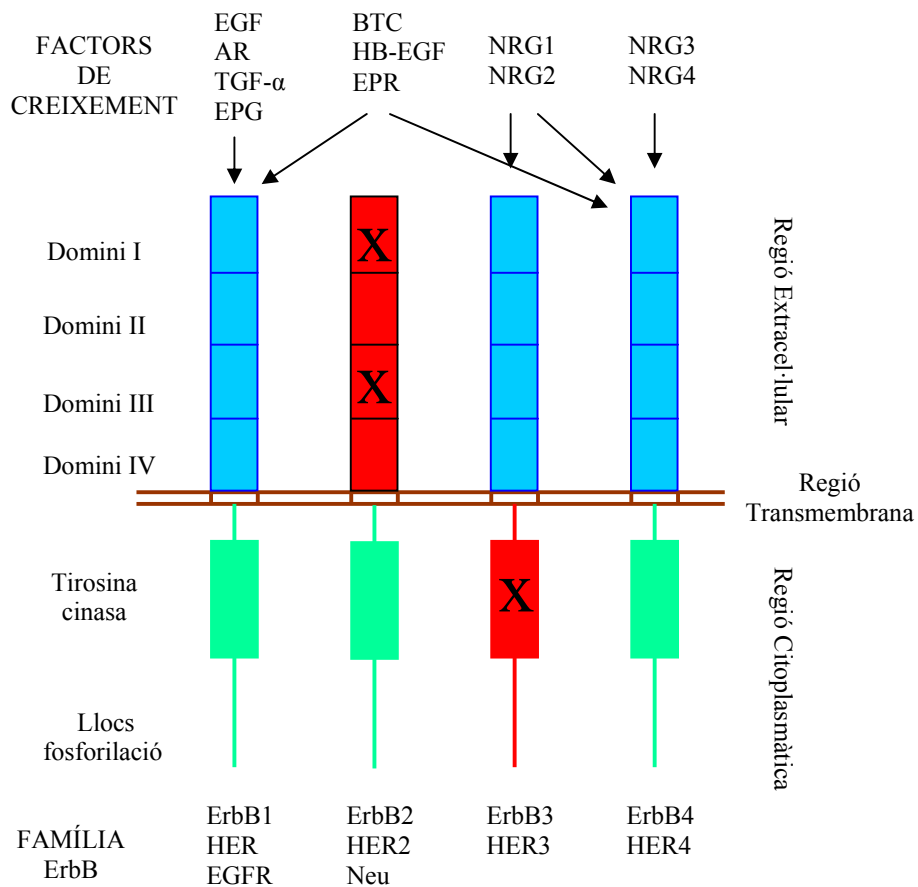 FACTORS
DE
CREIXEMENT
EGF
AR
TGF-α
EPG
BTC
HB-EGF
EPR
NRG1
NRG2
NRG3
NRG4
Domini I
Domini II
Domini III
Domini IV
X
X
Regió Extracel·lular
Regió
Transmembrana
Tirosina
cinasa
X
Llocs
fosforilació
Regió Citoplasmàtica
FAMÍLIA
ErbB
ErbB1
HER
EGFR
ErbB2
HER2
Neu
ErbB3
HER3
ErbB4
HER4